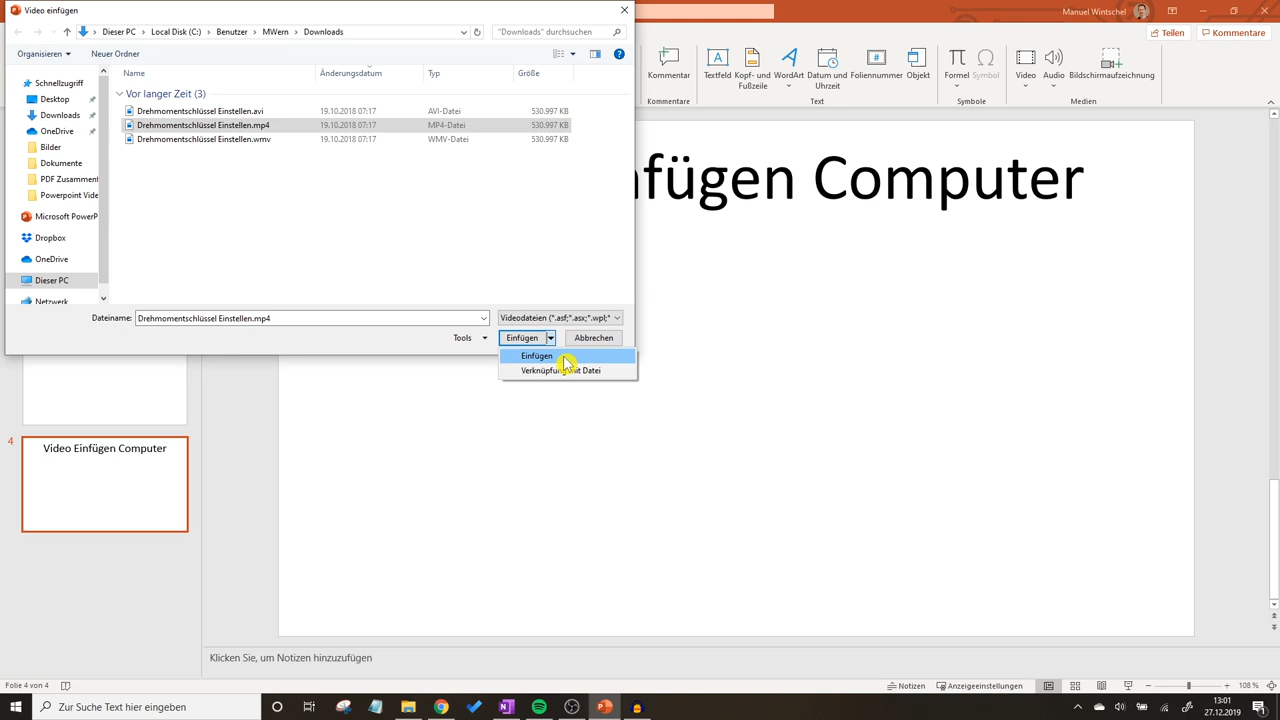 Video einfügen
Manuel Wintschel
Dieser PC
Local Disk (C:)
Benutzer
MWern
Downloads
"Downloads" durchsuchen
Teilen
Kommentare
Organisieren
Neuer Ordner
Kommentar
Textfeld
Kopf- und Fußzeile
WordArt
Datum und Uhrzeit
Foliennummer
Objekt
Formel
Symbol
Video
Audio
Bildschirmaufzeichnung
Kommentare
Text
Symbole
Medien
Name
Änderungsdatum
Typ
Größe
Schnellzugriff
Desktop
Downloads
OneDrive
Bilder
Dokumente
PDF Zusammen
Powerpoint Vide
Microsoft PowerP
Dropbox
OneDrive
Dieser PC
Netzwerk
Vor langer Zeit (3)
Drehmomentschlüssel Einstellen.avi 19.10.2018 07:17 AVI-Datei 530.997 KB
Drehmomentschlüssel Einstellen.mp4 19.10.2018 07:17 MP4-Datei 530.997 KB
Drehmomentschlüssel Einstellen.wmv 19.10.2018 07:17 WMV-Datei 530.997 KB
Dateiname: Drehmomentschlüssel Einstellen.mp4
Videodateien (*.asf;*.asx;*.wpl;*
Tools
Einfügen
Abbrechen
Einfügen
Verknüpfung mit Datei
nfügen Computer
4
Video Einfügen Computer
Klicken Sie, um Notizen hinzuzufügen
Folie 4 von 4
Notizen
Anzeigeeinstellungen
108 %
Zur Suche Text hier eingeben
13:01
27.12.2019